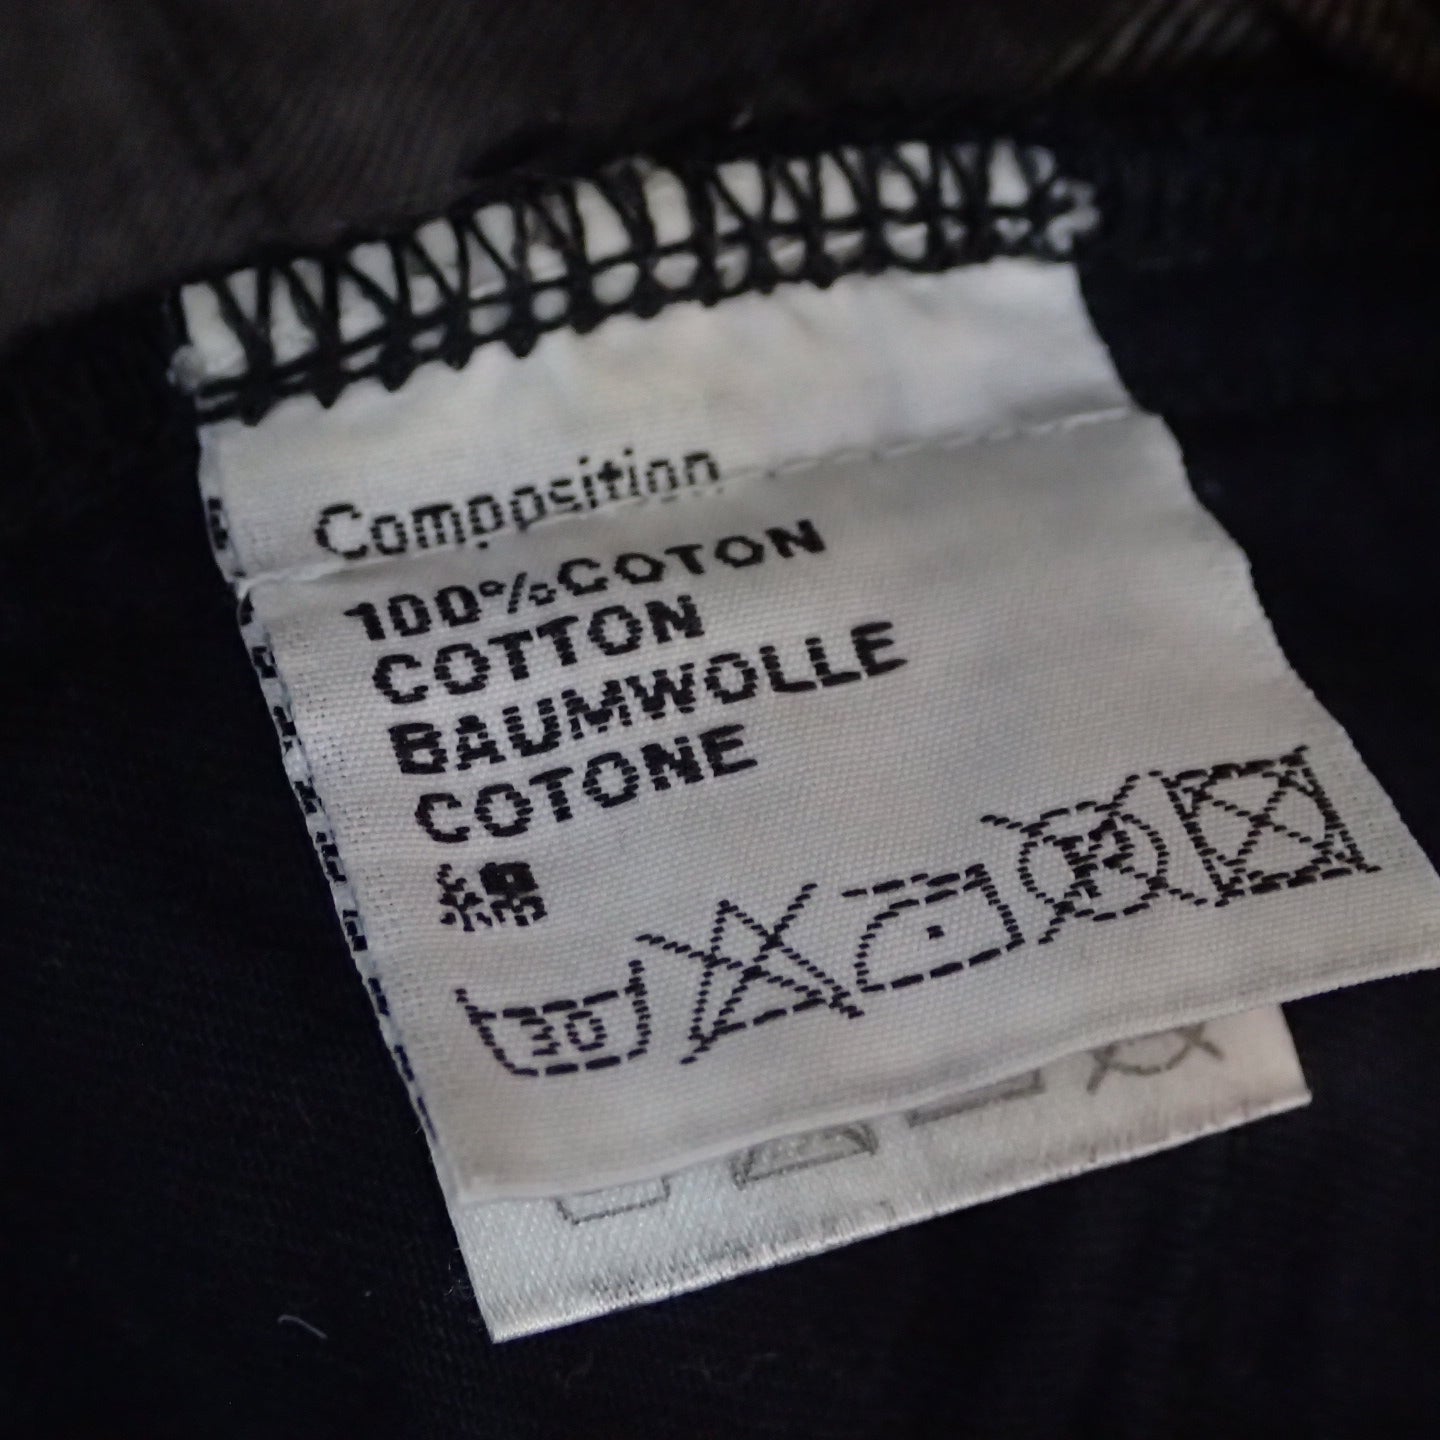 Composition
100%COTON
COTTON
BAUMWOLLE
COTONE
綿
30